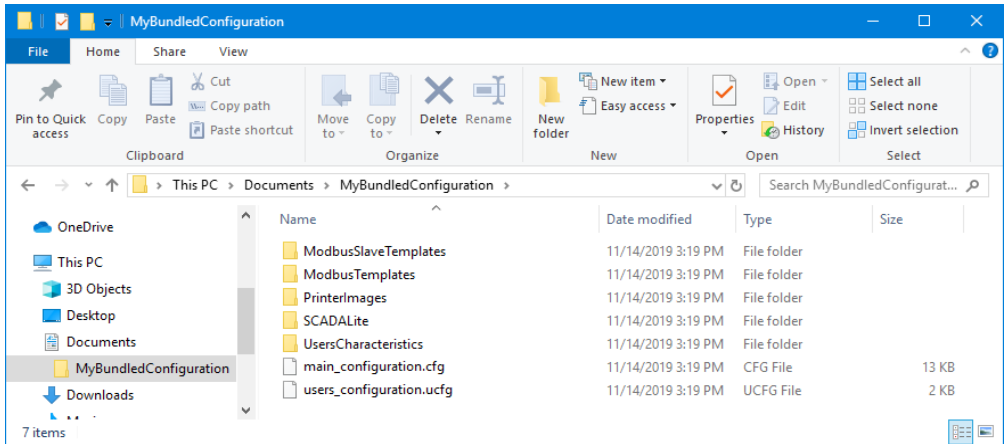 MyBundledConfiguration
File Home Share View
Pin to Quick access
Copy
Paste
Cut
Copy path
Paste shortcut
Clipboard
Move to
Copy to
Delete
Rename
Organize
New folder
New item
Easy access
New
Properties
Open
Edit
History
Open
Select all
Select none
Invert selection
Select
This PC > Documents > MyBundledConfiguration >
Search MyBundledConfigurat...
OneDrive
This PC
3D Objects
Desktop
Documents
MyBundledConfiguration
Downloads
Name Date modified Type Size
ModbusSlaveTemplates 11/14/2019 3:19 PM File folder
ModbusTemplates 11/14/2019 3:19 PM File folder
PrinterImages 11/14/2019 3:19 PM File folder
SCADALite 11/14/2019 3:19 PM File folder
UsersCharacteristics 11/14/2019 3:19 PM File folder
main_configuration.cfg 11/14/2019 3:19 PM CFG File 13 KB
users_configuration.ucfg 11/14/2019 3:19 PM UCFG File 2 KB
7 items